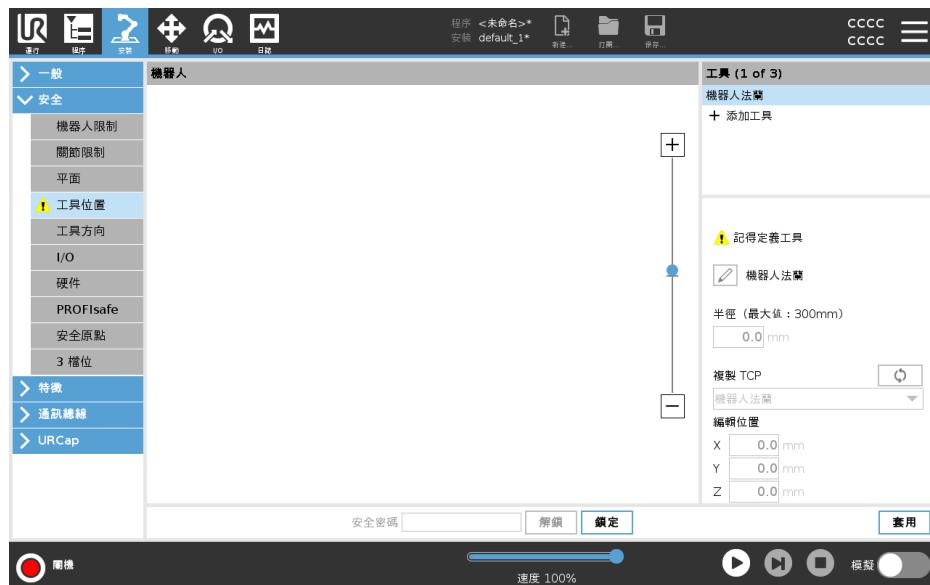 程序 <未命名>*
安裝 default_1*
運行
程序
安裝
移動
I/O
日誌
新建...
打開...
保存...
cccc
cccc
一般
安全
機器人限制
關節限制
平面
工具位置
工具方向
I/O
硬件
PROFIsafe
安全原點
3 檔位
特徵
通訊總線
URCap
機器人
工具 (1 of 3)
機器人法蘭
添加工具
記得定義工具
機器人法蘭
半徑（最大值：300mm）
0.0 mm
複製 TCP
機器人法蘭
編輯位置
X 0.0 mm
Y 0.0 mm
Z 0.0 mm
安全密碼 解鎖 鎖定
套用
關機
速度 100%
模擬